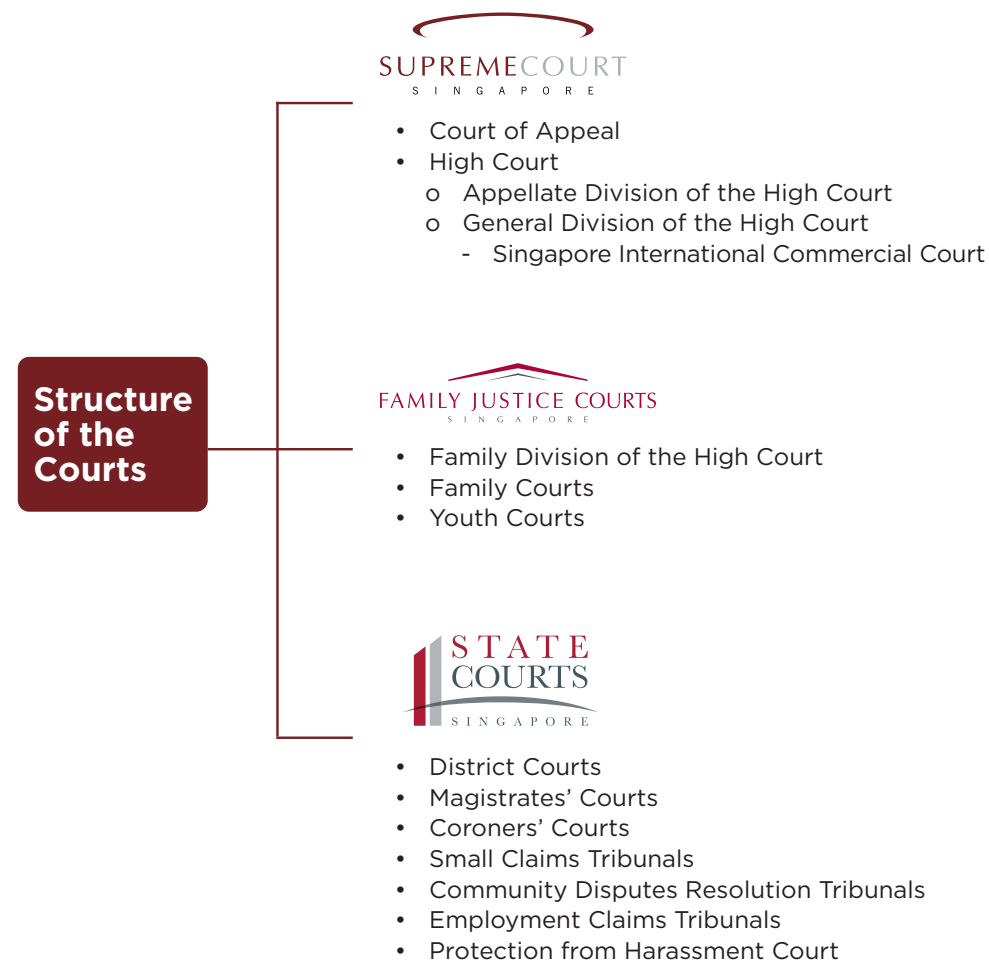 Structure
of the
Courts
SUPREMECOURT
SINGAPORE
• Court of Appeal
• High Court
o Appellate Division of the High Court
o General Division of the High Court
- Singapore International Commercial Court
FAMILY JUSTICE COURTS
SINGAPORE
• Family Division of the High Court
• Family Courts
• Youth Courts
STATE
COURTS
SINGAPORE
• District Courts
• Magistrates’ Courts
• Coroners’ Courts
• Small Claims Tribunals
• Community Disputes Resolution Tribunals
• Employment Claims Tribunals
• Protection from Harassment Court